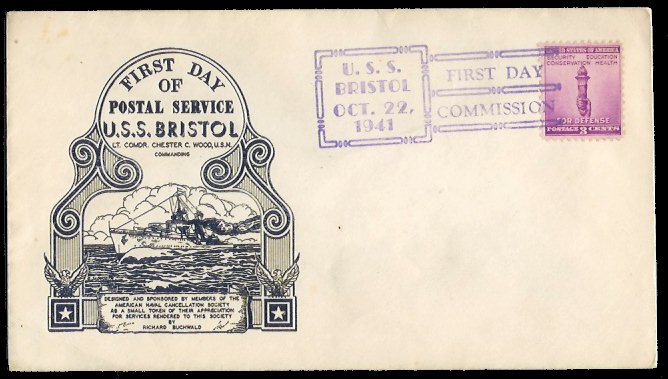 FIRST DAY
OF
POSTAL SERVICE
U.S.S. BRISTOL
LT. COMDR. CHESTER C. WOOD, U.S.N.
COMMANDING
DESIGNED AND SPONSORED BY MEMBERS OF THE
AMERICAN NAVAL CANCELLATION SOCIETY
AS A SMALL TOKEN OF THEIR APPRECIATION
FOR SERVICES RENDERED TO THIS SOCIETY
BY
RICHARD BUCHWALD
U. S. S.
BRISTOL
OCT. 22,
1941
FIRST DAY
COMMISSION
UNITED STATES OF AMERICA
SECURITY EDUCATION
CONSERVATION HEALTH
FOR DEFENSE
POSTAGE 3 CENTS